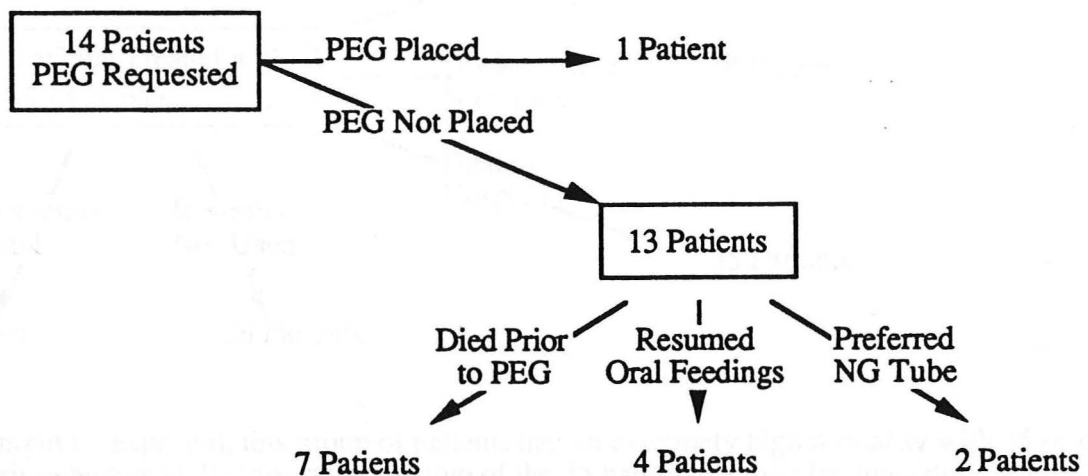 14 Patients
PEG Requested
PEG Placed
1 Patient
PEG Not Placed
13 Patients
Died Prior
to PEG
Resumed
Oral Feedings
Preferred
NG Tube
7 Patients
4 Patients
2 Patients